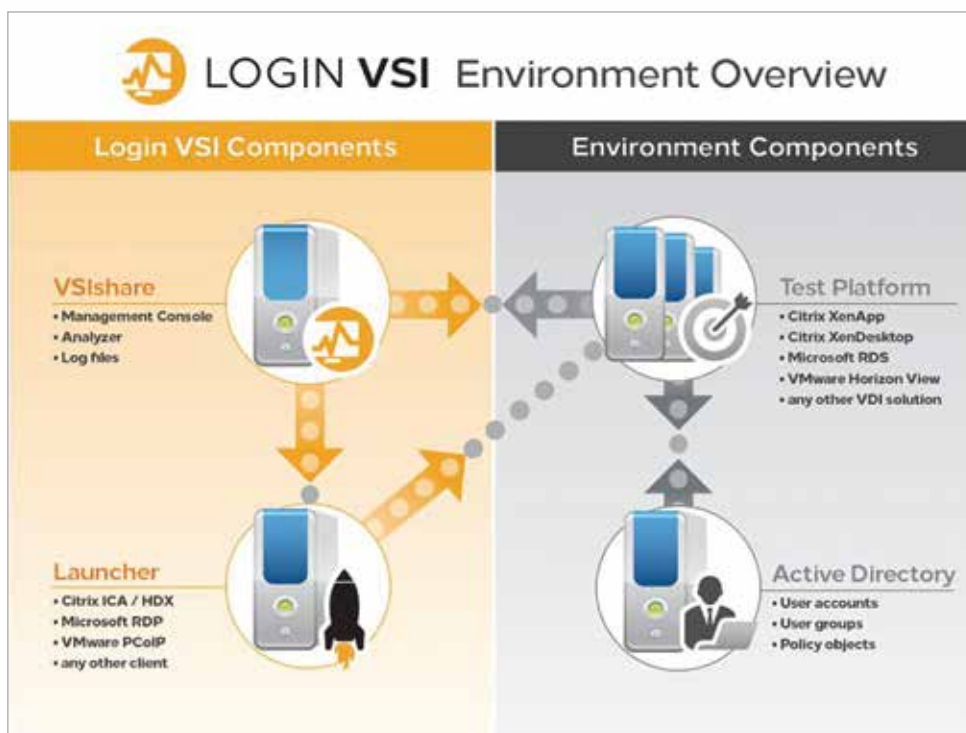 LOGIN VSI Environment Overview
Login VSI Components
Environment Components
VSIshare
• Management Console
• Analyzer
• Log files
Test Platform
• Citrix XenApp
• Citrix XenDesktop
• Microsoft RDS
• VMware Horizon View
• any other VDI solution
Launcher
• Citrix ICA / HDX
• Microsoft RDP
• VMware PCoIP
• any other client
Active Directory
• User accounts
• User groups
• Policy objects